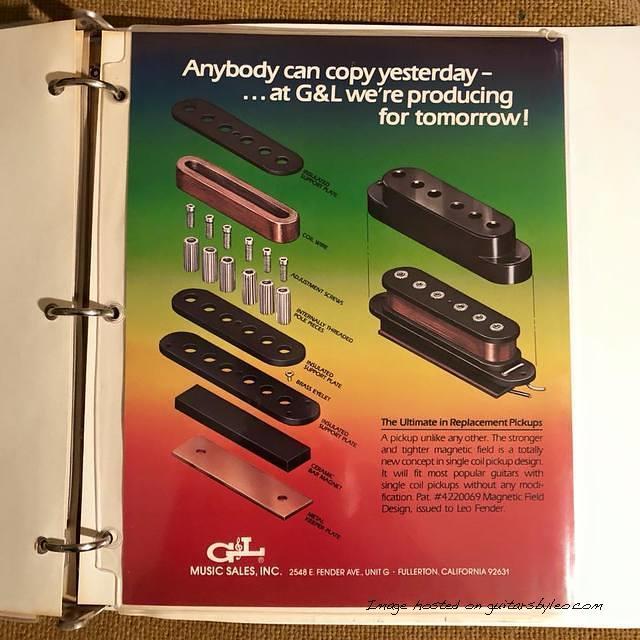 Anybody can copy yesterday –
... at G&L we're producing
for tomorrow!
INSULATED
SUPPORT PLATE
COIL WIRE
ADJUSTMENT SCREWS
INTERNALLY THREADED
POLE PIECES
INSULATED
SUPPORT PLATE
BRASS EYELET
INSULATED
SUPPORT PLATE
CERAMIC
BAR MAGNET
METAL
KEEPER PLATE
The Ultimate in Replacement Pickups
A pickup unlike any other. The stronger
and tighter magnetic field is a totally
new concept in single coil pickup design.
It will fit most popular guitars with
single coil pickups without any modi-
fication. Pat. #4220069 Magnetic Field
Design, issued to Leo Fender.
G&L®
MUSIC SALES, INC. 2548 E. FENDER AVE., UNIT G · FULLERTON, CALIFORNIA 92631
Image hosted on guitarsbyleo.com